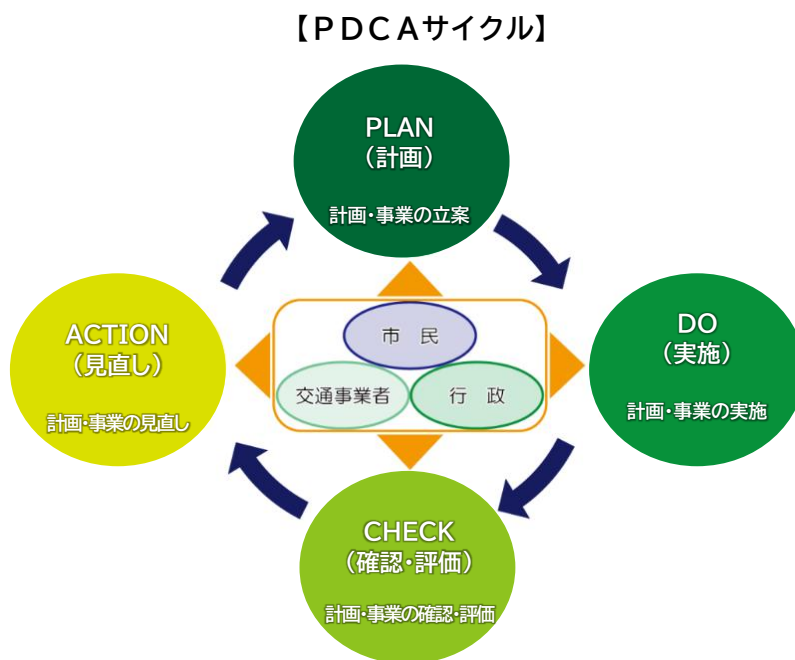 【ＰＤＣＡサイクル】
PLAN
（計画）
計画・事業の立案
DO
（実施）
計画・事業の実施
CHECK
（確認・評価）
計画・事業の確認・評価
ACTION
（見直し）
計画・事業の見直し
市　民
交通事業者
行　政